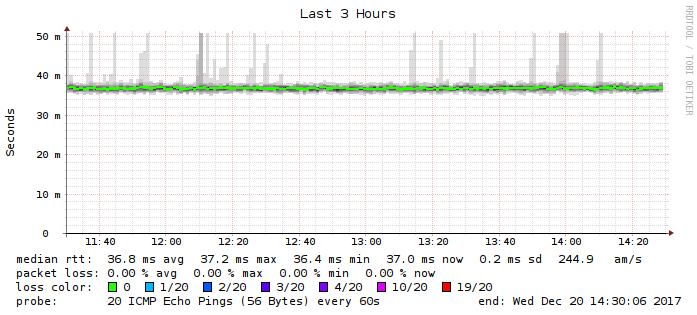 Last 3 Hours
RRDTOOL / TOBI OETIKER
Seconds
50 m
40 m
30 m
20 m
10 m
0
11:40 12:00 12:20 12:40 13:00 13:20 13:40 14:00 14:20
median rtt: 36.8 ms avg 37.2 ms max 36.4 ms min 37.0 ms now 0.2 ms sd 244.9 am/s
packet loss: 0.00 % avg 0.00 % max 0.00 % min 0.00 % now
loss color: 0 1/20 2/20 3/20 4/20 10/20 19/20
probe: 20 ICMP Echo Pings (56 Bytes) every 60s end: Wed Dec 20 14:30:06 2017